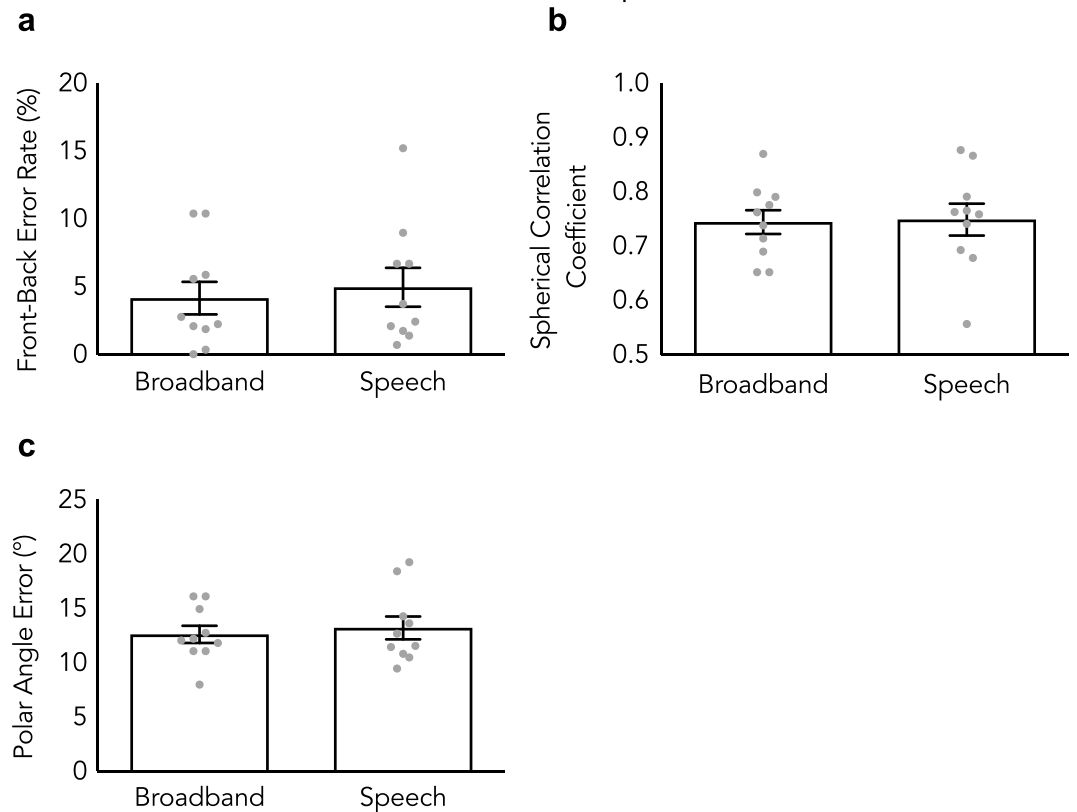 a
Front-Back Error Rate (%)
20
15
10
5
0
Broadband
Speech
b
Spherical Correlation
Coefficient
1.0
0.9
0.8
0.7
0.6
0.5
Broadband
Speech
c
Polar Angle Error (°)
25
20
15
10
5
0
Broadband
Speech